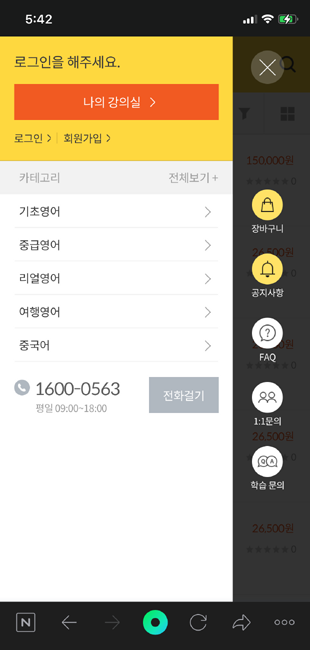 5:42
로그인을 해주세요.
나의 강의실 >
로그인 > 회원가입 >
카테고리 전체보기 +
기초영어
중급영어
리얼영어
여행영어
중국어
1600-0563
평일 09:00~18:00
전화걸기
장바구니
공지사항
?
FAQ
1:1문의
Q A
학습 문의
150,000원
★★★★★ 0
26,500원
26,500원
26,500원
★★★★★ 0
N